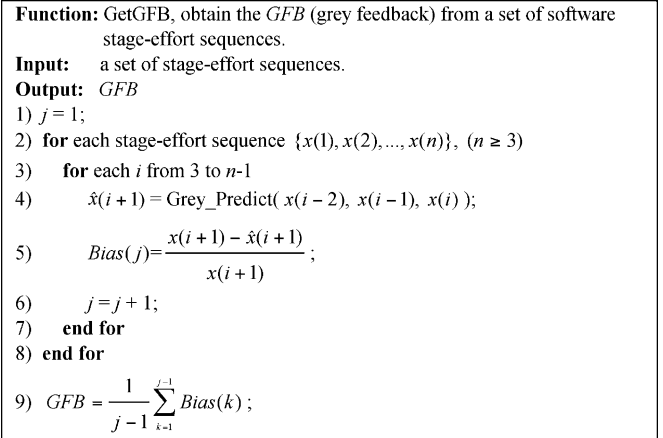 Function: GetGFB, obtain the GFB (grey feedback) from a set of software
stage-effort sequences.
Input: a set of stage-effort sequences.
Output: GFB
1) j = 1;
2) for each stage-effort sequence {x(1), x(2),..., x(n)}, (n ≥ 3)
3) for each i from 3 to n-1
4) x̂(i + 1) = Grey_Predict( x(i − 2), x(i − 1), x(i) );
5) Bias(j)= \frac{x(i + 1) − x̂(i + 1)}{x(i + 1)} ;
6) j = j + 1;
7) end for
8) end for
9) GFB = \frac{1}{j − 1} \sum_{k=1}^{j−1} Bias(k) ;